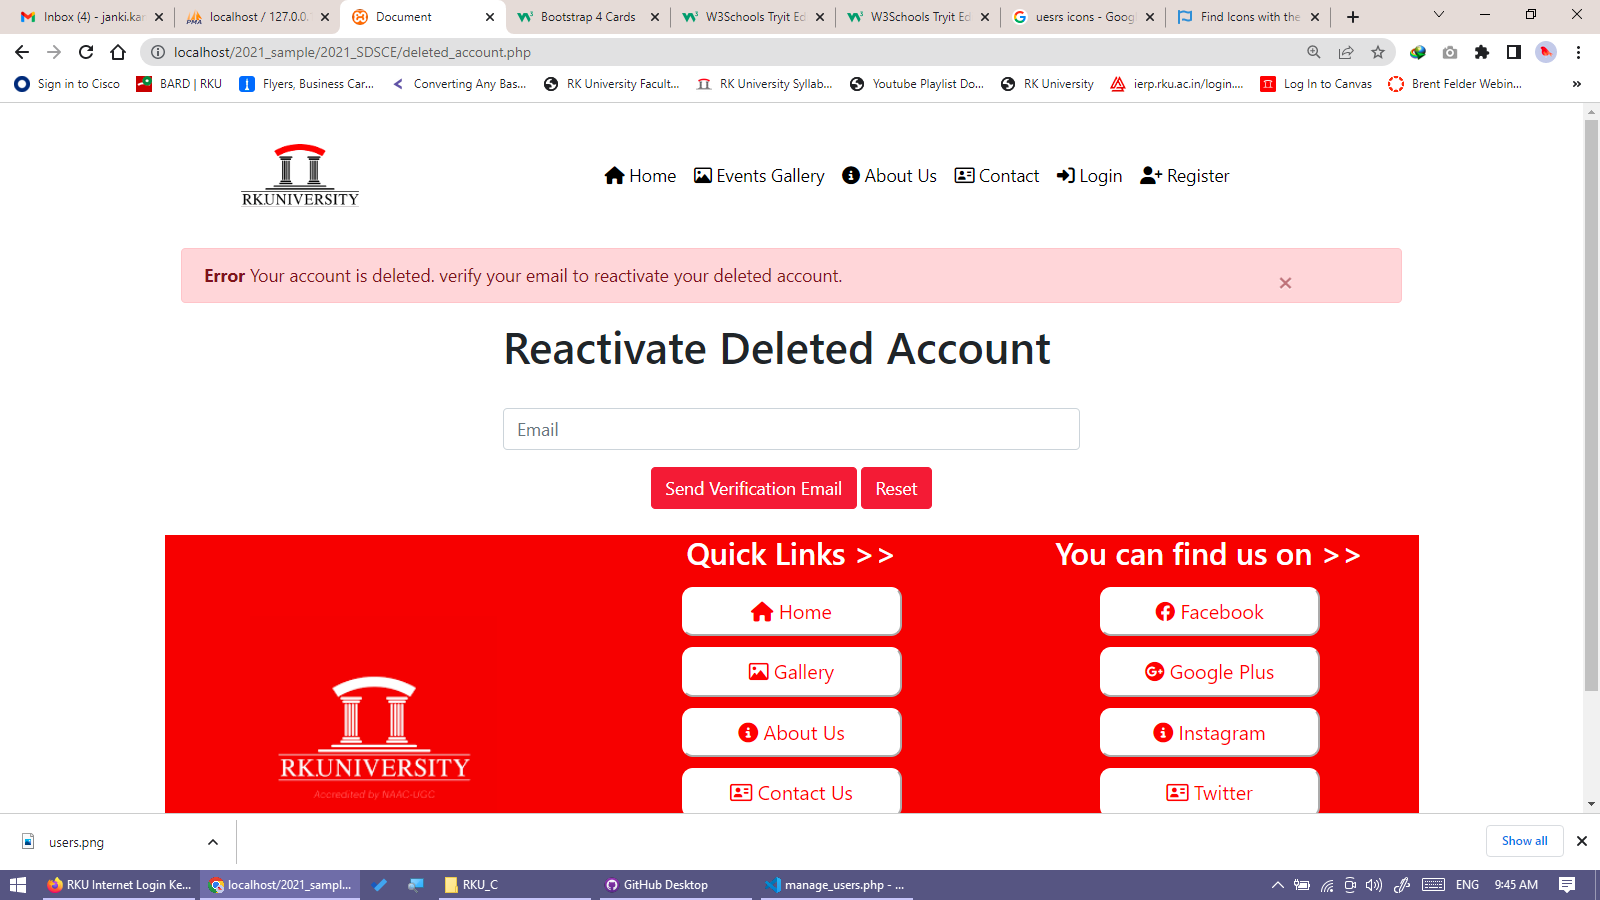 Inbox (4) - janki.kar
localhost / 127.0.0.
Document
Bootstrap 4 Cards
W3Schools Tryit Ed
W3Schools Tryit Ed
uesrs icons - Goog
Find Icons with the
localhost/2021_sample/2021_SDSCE/deleted_account.php
Sign in to Cisco
BARD | RKU
Flyers, Business Car...
Converting Any Bas...
RK University Facult...
RK University Syllab...
Youtube Playlist Do...
RK University
ierp.rku.ac.in/login....
Log In to Canvas
Brent Felder Webin...
»
RK.UNIVERSITY
Home
Events Gallery
About Us
Contact
Login
Register
Error Your account is deleted. verify your email to reactivate your deleted account.
×
Reactivate Deleted Account
Email
Send Verification Email
Reset
Quick Links >>
You can find us on >>
Home
Facebook
Gallery
Google Plus
About Us
Instagram
Contact Us
Twitter
RK.UNIVERSITY
Accredited by NAAC-UGC
users.png
Show all
RKU Internet Login Ke...
localhost/2021_sampl...
RKU_C
GitHub Desktop
manage_users.php - ...
ENG
9:45 AM